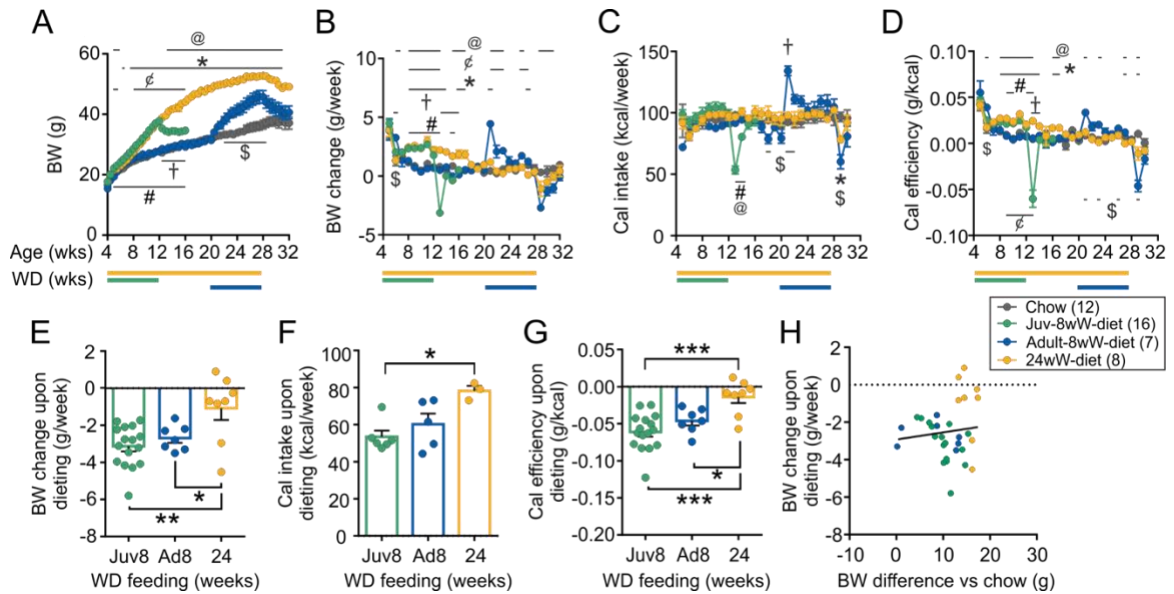 A
B
C
D
BW (g)
60
40
20
0
4 8 12 16 20 24 28 32
@
*
¢
†
$
#
BW change (g/week)
10
5
0
-5
4 8 12 16 20 24 28 32
@
¢
*
†
#
$
Cal intake (kcal/week)
150
100
50
0
4 8 12 16 20 24 28 32
†
#
@
$
*
$
Cal efficiency (g/kcal)
0.10
0.05
0.00
-0.05
-0.10
4 8 12 16 20 24 28 32
@
*
#
†
$
¢
$
Age (wks)
WD (wks)
Chow (12)
Juv-8wW-diet (16)
Adult-8wW-diet (7)
24wW-diet (8)
E
F
G
H
BW change upon
dieting (g/week)
2
0
-2
-4
-6
-8
*
**
Juv8 Ad8 24
WD feeding (weeks)
Cal intake upon
dieting (kcal/week)
100
80
60
40
20
0
*
Juv8 Ad8 24
WD feeding (weeks)
Cal efficiency upon
dieting (g/kcal)
0.05
0.00
-0.05
-0.10
-0.15
-0.20
***
*
***
Juv8 Ad8 24
WD feeding (weeks)
BW change upon
dieting (g/week)
2
0
-2
-4
-6
-8
-10 0 10 20 30
BW difference vs chow (g)